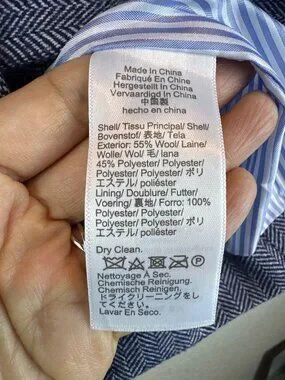 Made In China
Fabriqué En Chine
Hergestellt In China
Vervaardigd In China
中国製
hecho en china
Shell/ Tissu Principal/ Shell/
Bovenstof/ 表地/ Tela
Exterior: 55% Wool/ Laine/
Wolle/ Wol/ 毛/ lana
45% Polyester/ Polyester/
Polyester/ Polyester/ ポリ
エステル/ poliéster
Lining/ Doublure/ Futter/
Voering/ 裏地/ Forro: 100%
Polyester/ Polyester/
Polyester/ Polyester/ ポリ
エステル/ poliéster
Dry Clean.
P
Nettoyage À Sec.
Chemische Reinigung.
Chemisch Reinigen.
ドライクリーニングをし
てください。
Lavar En Seco.